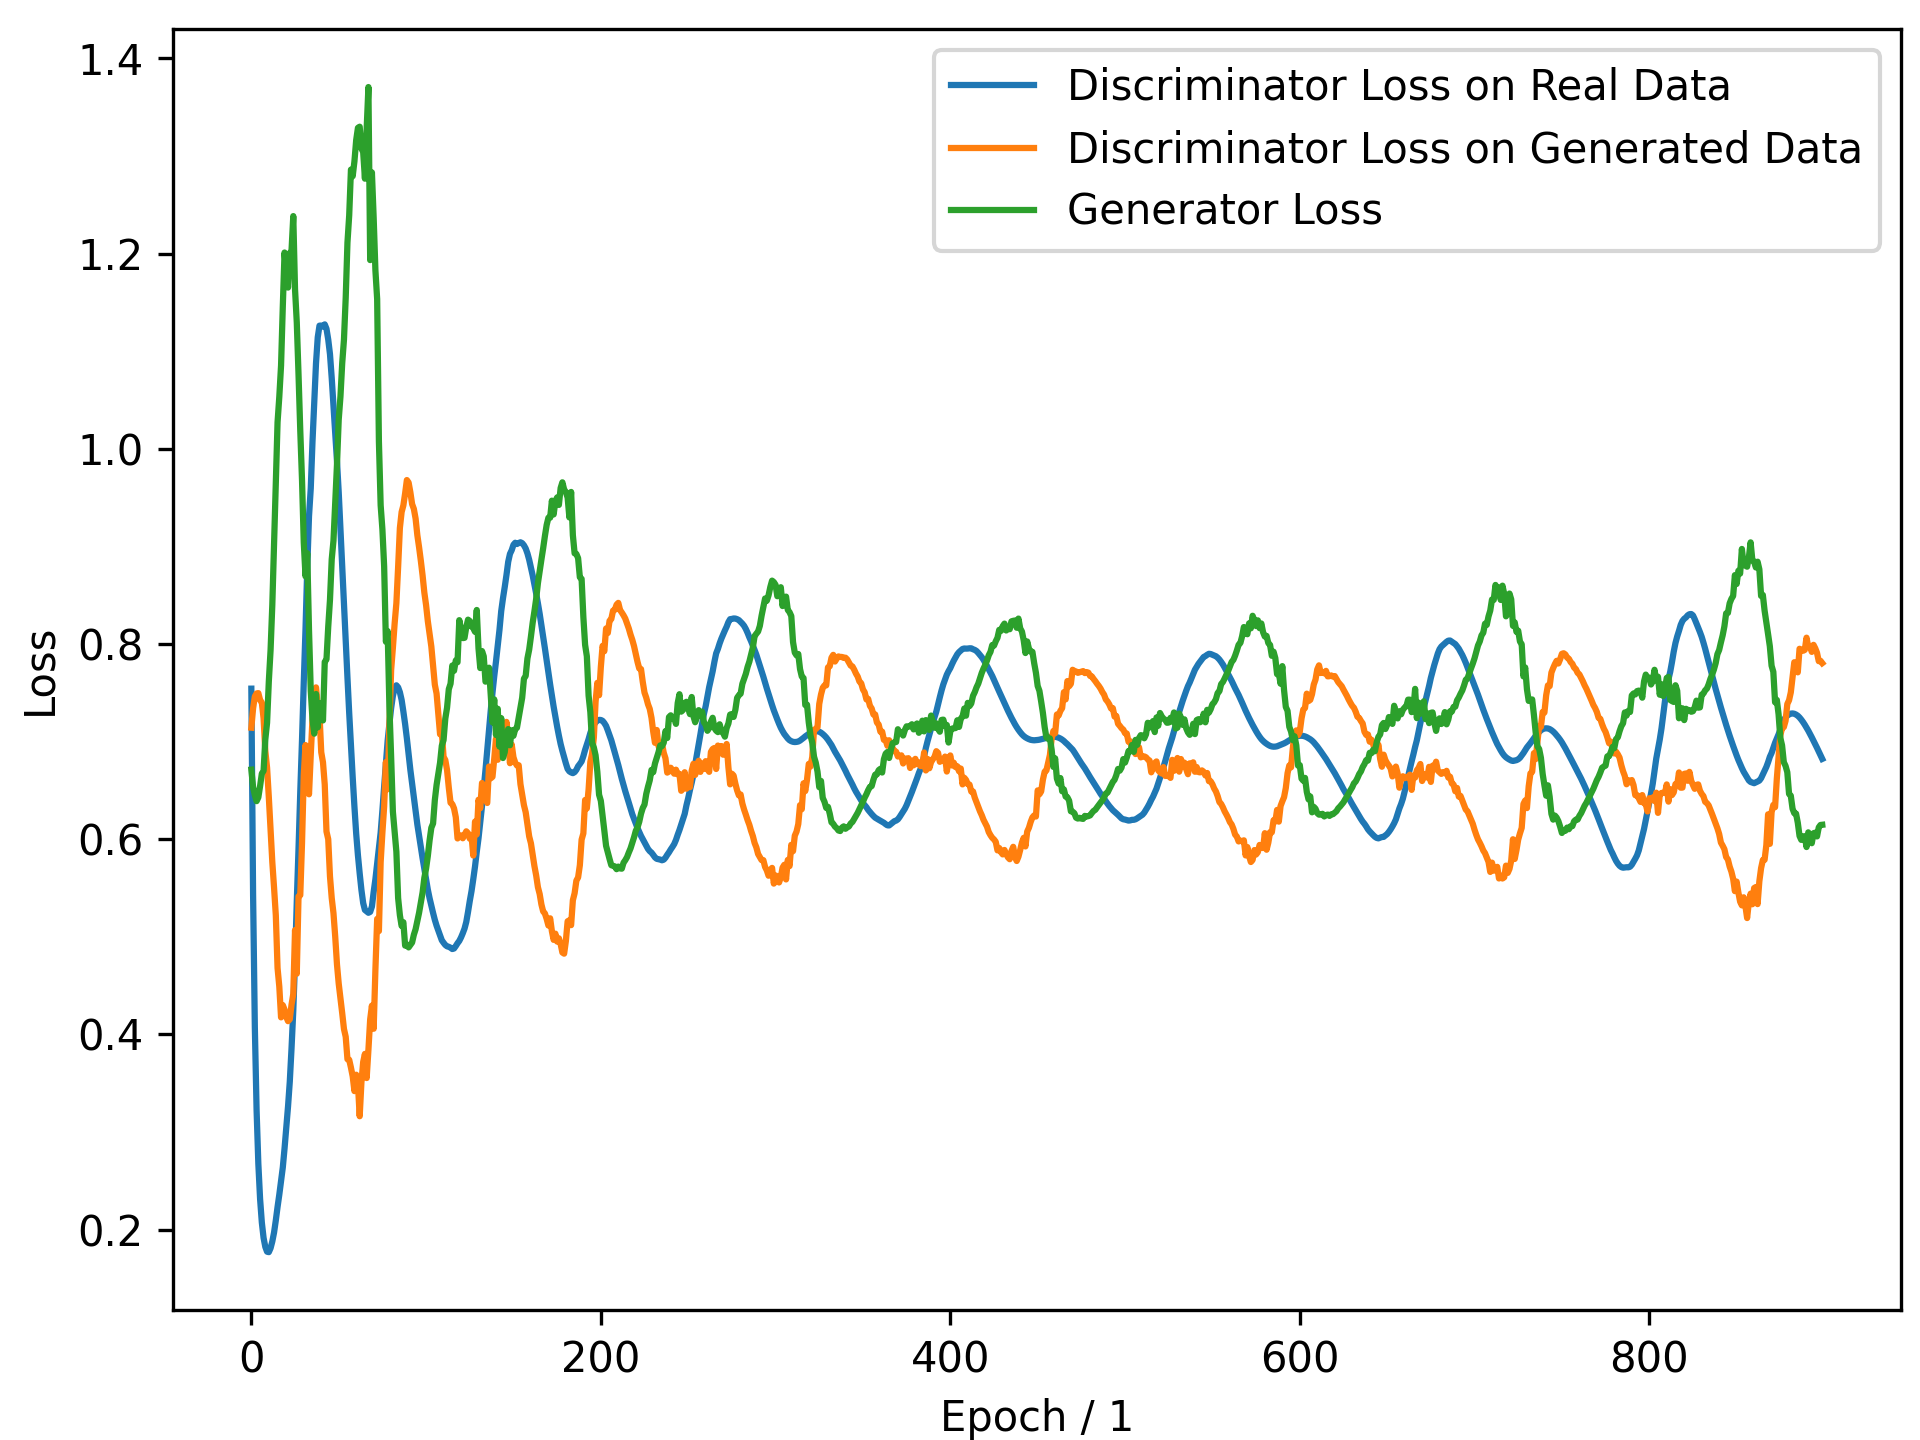 1.4
1.2
1.0
0.8
0.6
0.4
0.2
Loss
Discriminator Loss on Real Data
Discriminator Loss on Generated Data
Generator Loss
0 200 400 600 800
Epoch / 1